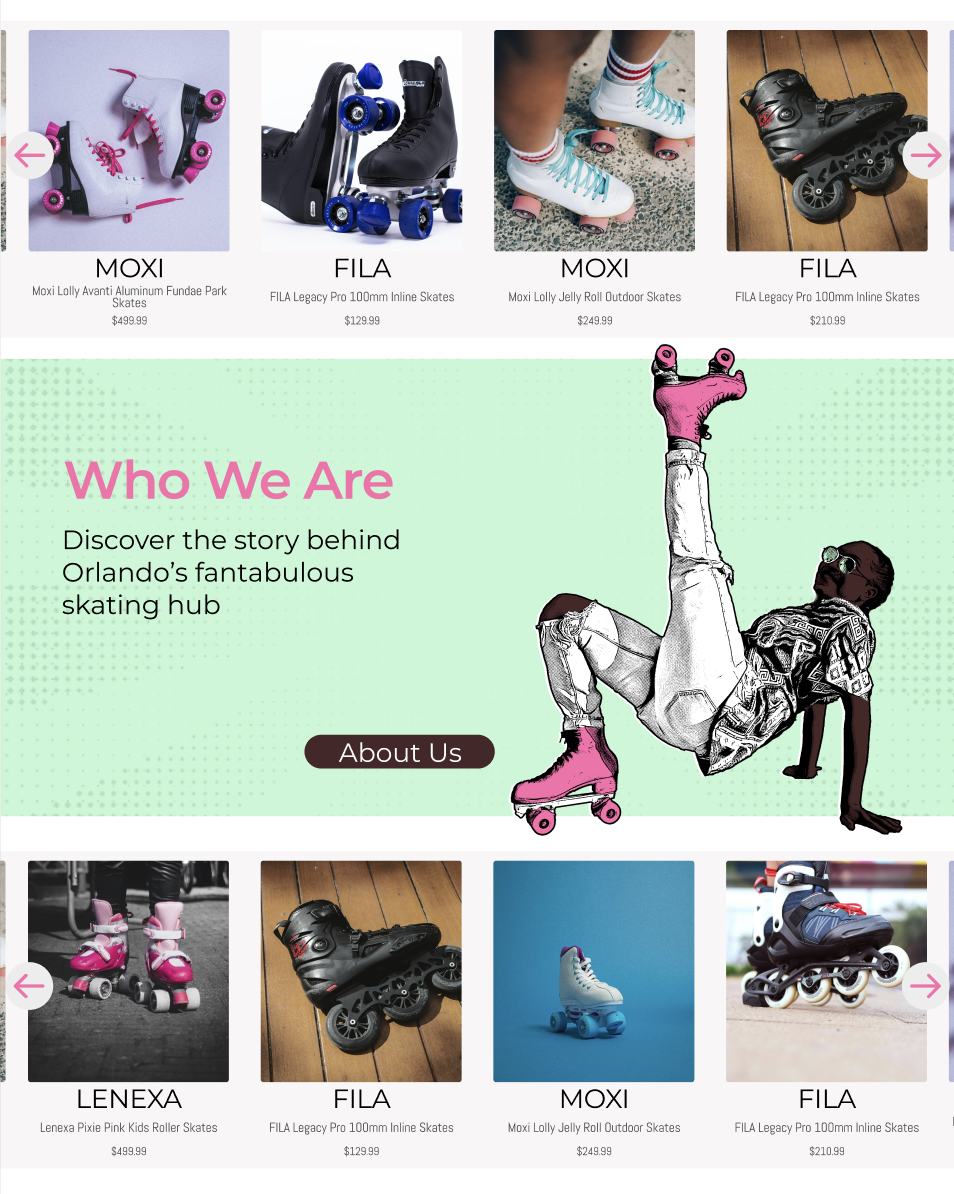 MOXI
Moxi Lolly Avanti Aluminum Fundae Park
Skates
$499.99
FILA
FILA Legacy Pro 100mm Inline Skates
$129.99
MOXI
Moxi Lolly Jelly Roll Outdoor Skates
$249.99
FILA
FILA Legacy Pro 100mm Inline Skates
$210.99
Who We Are
Discover the story behind
Orlando’s fantabulous
skating hub
About Us
LENEXA
Lenexa Pixie Pink Kids Roller Skates
$499.99
FILA
FILA Legacy Pro 100mm Inline Skates
$129.99
MOXI
Moxi Lolly Jelly Roll Outdoor Skates
$249.99
FILA
FILA Legacy Pro 100mm Inline Skates
$210.99